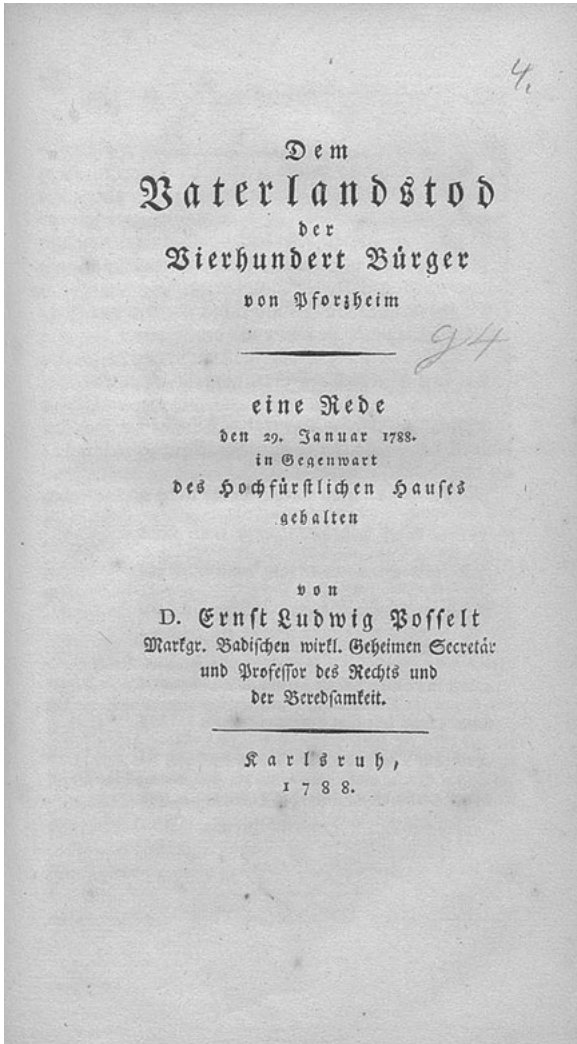 4.
Dem
Vaterlandstod
der
Vierhundert Bürger
von Pforzheim
94
eine Rede
den 29. Januar 1788.
in Gegenwart
des Hochfürstlichen Hauses
gehalten
von
D. Ernst Ludwig Posselt
Markgr. Badischen wirkl. Geheimen Secretär
und Professor des Rechts und
der Beredsamkeit.
Karlsruh,
1788.